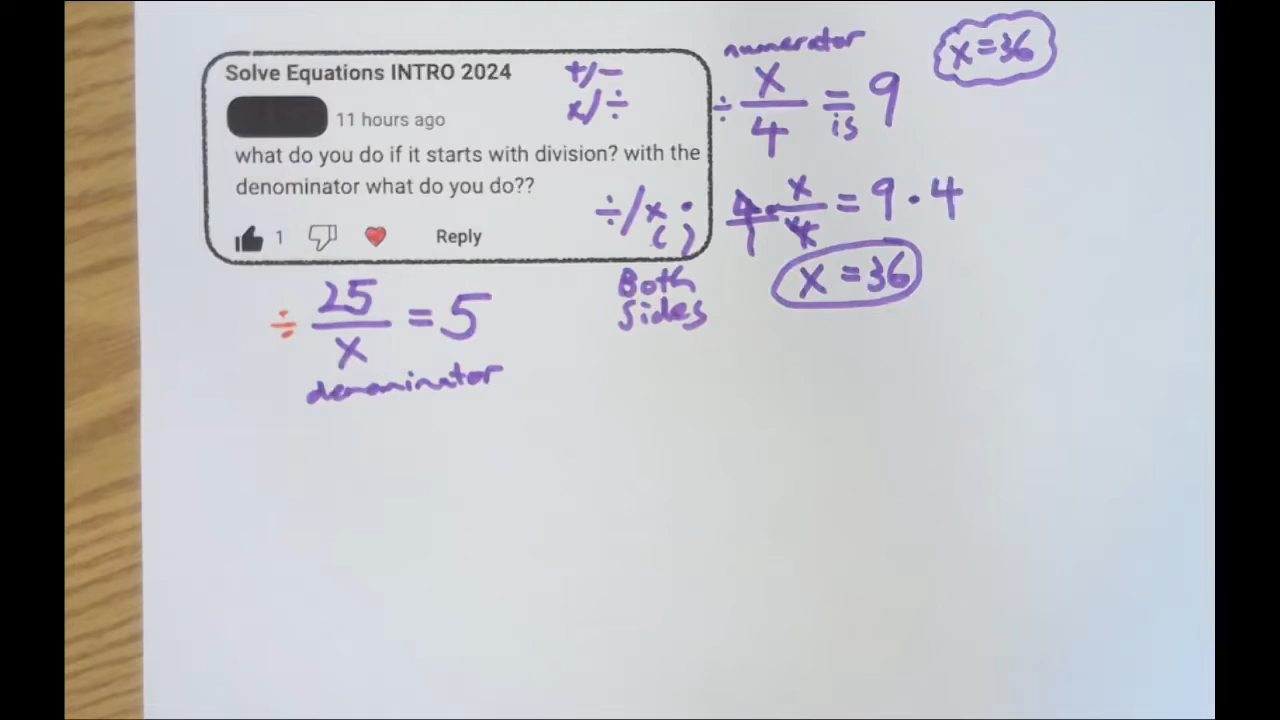 Solve Equations INTRO 2024
+/−
x/÷
11 hours ago
what do you do if it starts with division? with the
denominator what do you do??
1
Reply
÷/x •
( )
Both
Sides
numerator
÷ x/4 = 9
is
x = 36
4/1 • x/4 = 9 • 4
x = 36
÷ 25/x = 5
denominator